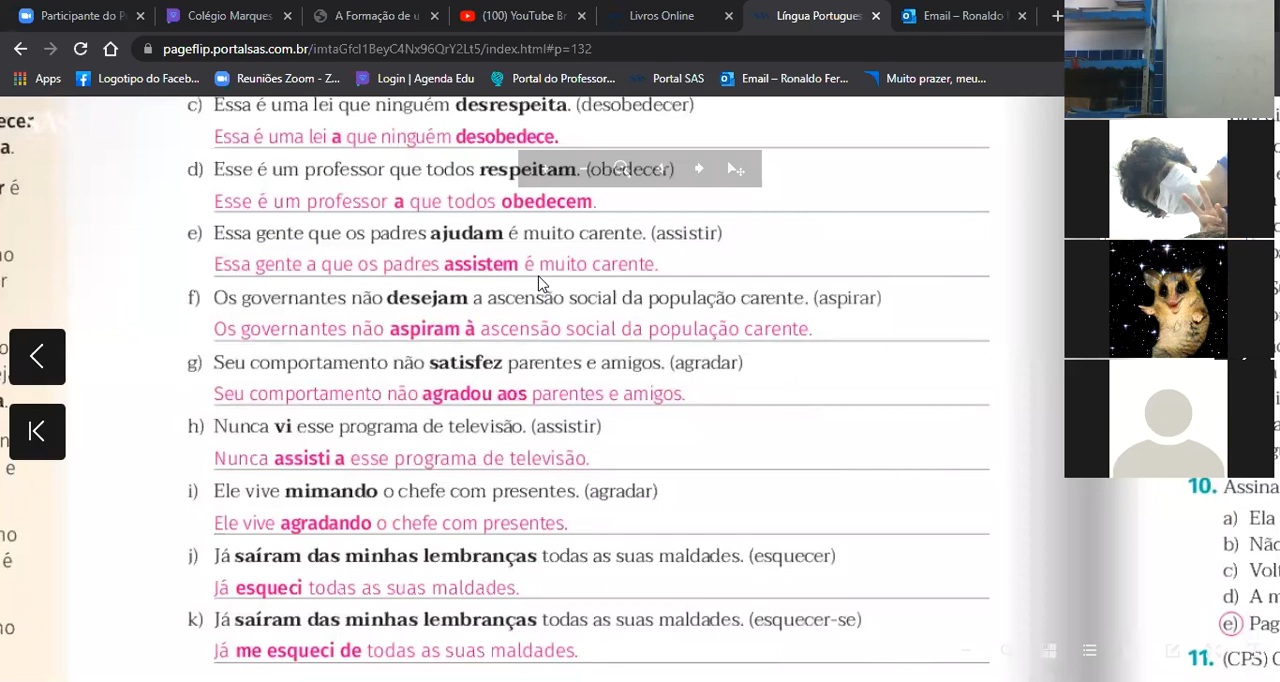 Participante do P
Colégio Marques
A Formação de u
(100) YouTube Br
Livros Online
Língua Portugue
Email – Ronaldo
pageflip.portalsas.com.br/imtaGfcI1BeyC4Nx96QrY2Lt5/index.html#p=132
Apps
Logotipo do Faceb...
Reuniões Zoom - Z...
Login | Agenda Edu
Portal do Professor...
Portal SAS
Email – Ronaldo Fer...
Muito prazer, meu...
c) Essa é uma lei que ninguém desrespeita. (desobedecer)
Essa é uma lei a que ninguém desobedece.
d) Esse é um professor que todos respeitam. (obedecer)
Esse é um professor a que todos obedecem.
e) Essa gente que os padres ajudam é muito carente. (assistir)
Essa gente a que os padres assistem é muito carente.
f) Os governantes não desejam a ascensão social da população carente. (aspirar)
Os governantes não aspiram à ascensão social da população carente.
g) Seu comportamento não satisfez parentes e amigos. (agradar)
Seu comportamento não agradou aos parentes e amigos.
h) Nunca vi esse programa de televisão. (assistir)
Nunca assisti a esse programa de televisão.
i) Ele vive mimando o chefe com presentes. (agradar)
Ele vive agradando o chefe com presentes.
j) Já saíram das minhas lembranças todas as suas maldades. (esquecer)
Já esqueci todas as suas maldades.
k) Já saíram das minhas lembranças todas as suas maldades. (esquecer-se)
Já me esqueci de todas as suas maldades.
10. Assina
a) Ela
b) Não
c) Volt
d) A m
e) Pag
11. (CPS)